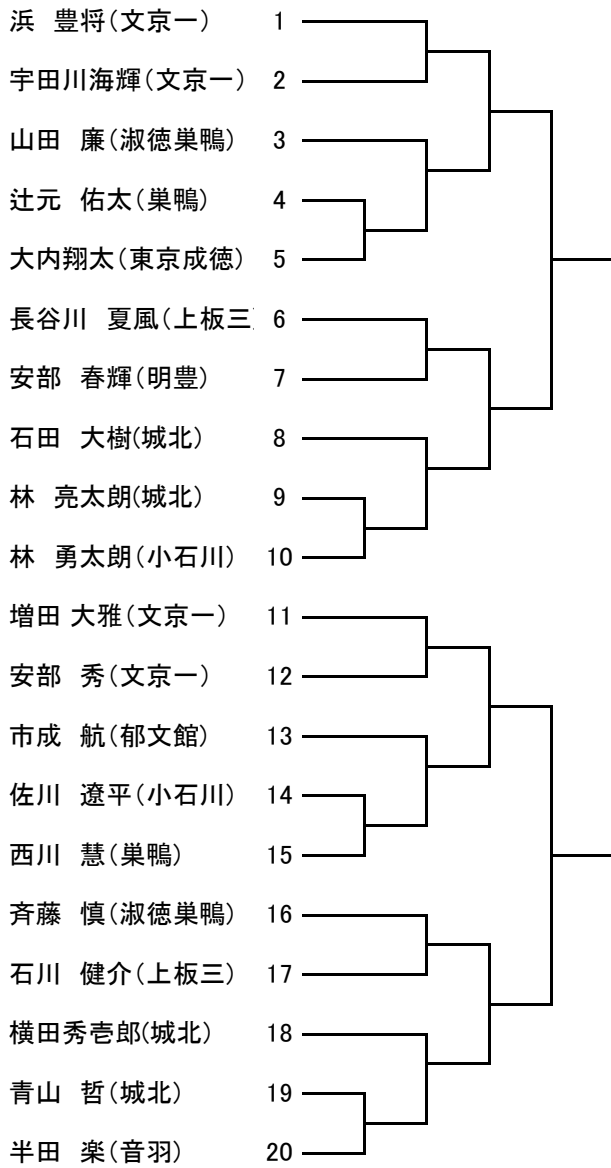 浜　豊将(文京一)　1
宇田川海輝(文京一)　2
山田　廉(淑徳巣鴨)　3
辻元　佑太(巣鴨)　4
大内翔太(東京成徳)　5
長谷川　夏風(上板三)　6
安部　春輝(明豊)　7
石田　大樹(城北)　8
林　亮太朗(城北)　9
林　勇太朗(小石川)　10
増田 大雅(文京一)　11
安部　秀(文京一)　12
市成　航(郁文館)　13
佐川　遼平(小石川)　14
西川　慧(巣鴨)　15
斉藤　慎(淑徳巣鴨)　16
石川　健介(上板三)　17
横田秀壱郎(城北)　18
青山　哲(城北)　19
半田　楽(音羽)　20